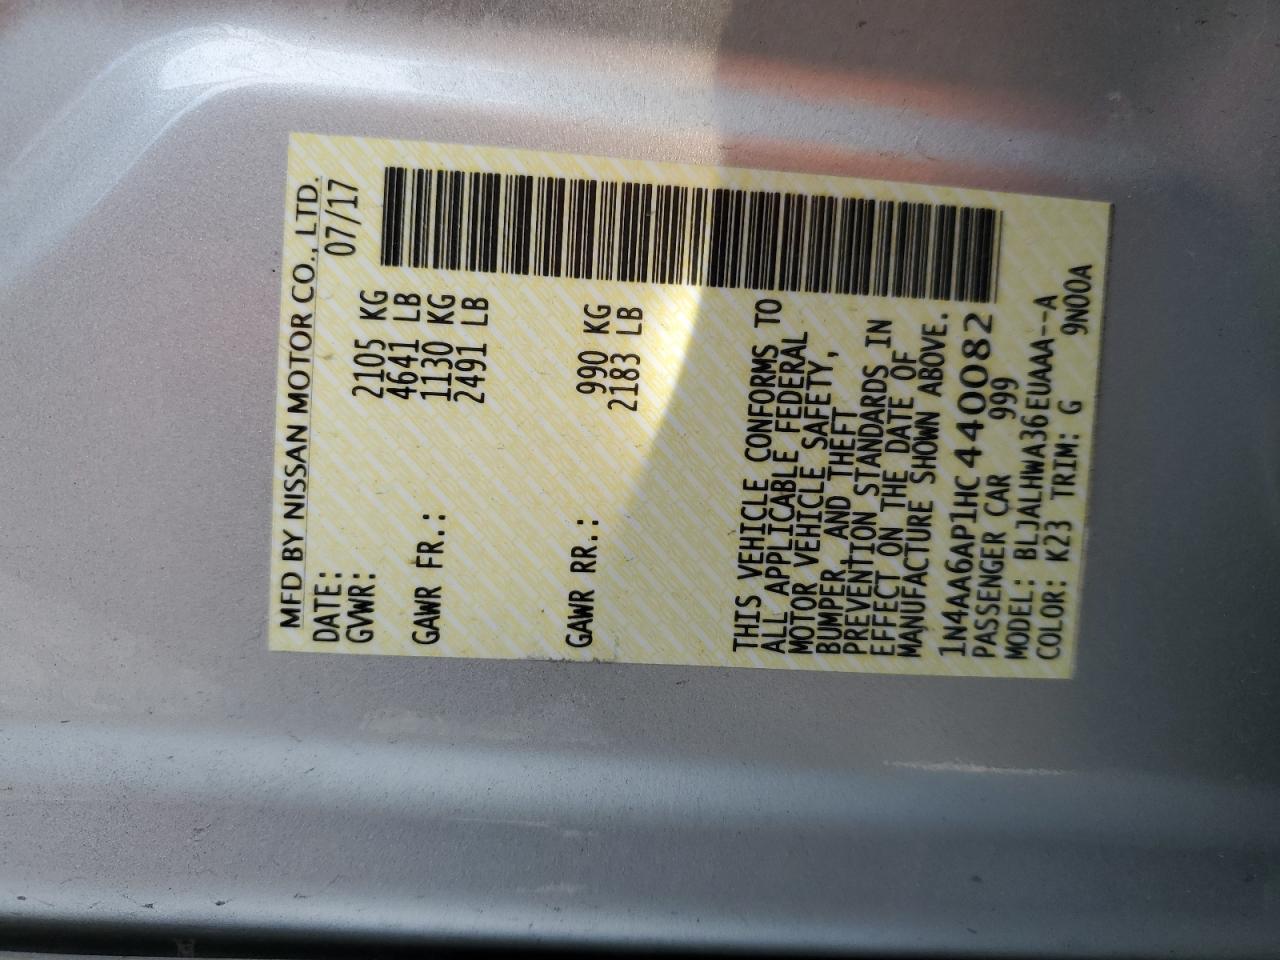 MFD BY NISSAN MOTOR CO., LTD.
DATE: 07/17
GVWR: 2105 KG
4641 LB
GAWR FR.: 1130 KG
2491 LB
GAWR RR.: 990 KG
2183 LB
THIS VEHICLE CONFORMS TO
ALL APPLICABLE FEDERAL
MOTOR VEHICLE SAFETY,
BUMPER AND THEFT
PREVENTION STANDARDS IN
EFFECT ON THE DATE OF
MANUFACTURE SHOWN ABOVE.
1N4AA6AP1HC440082
PASSENGER CAR 999
MODEL: BLJALHWA36EUAAA--A
COLOR: K23 TRIM: G 9N00A